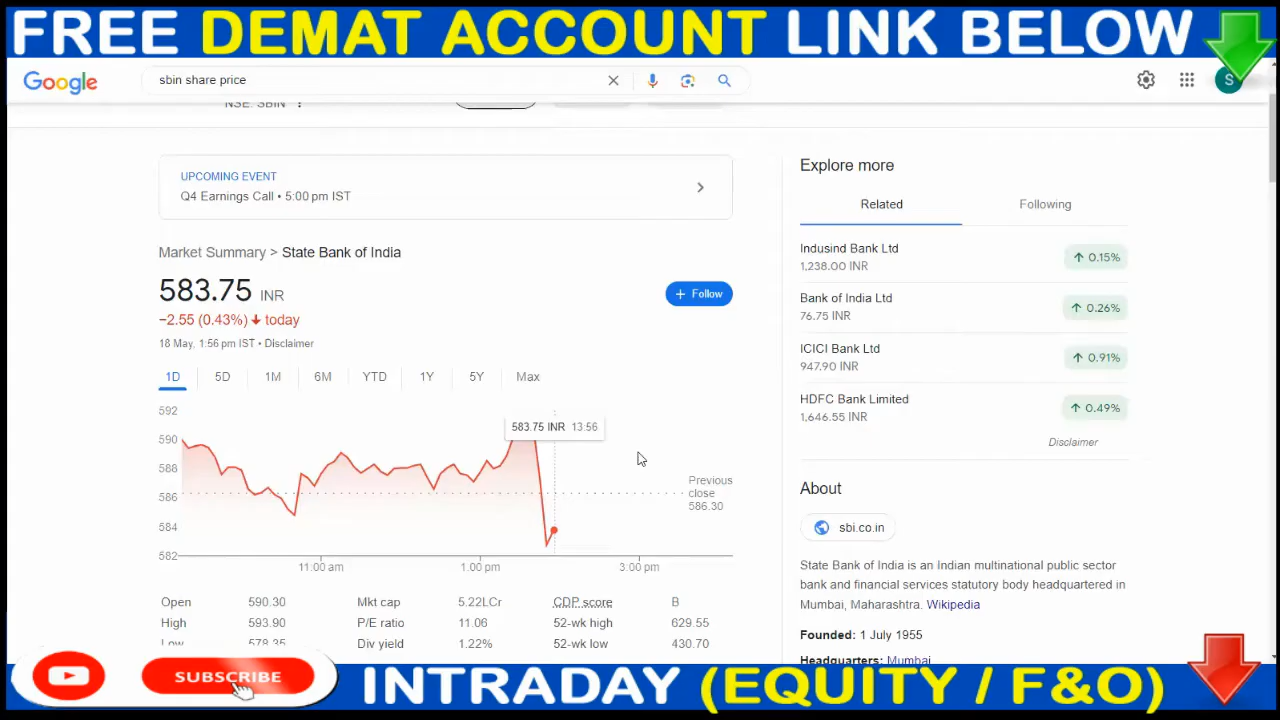 FREE DEMAT ACCOUNT LINK BELOW
Google
sbin share price
S
NSE: SBIN
UPCOMING EVENT
Q4 Earnings Call • 5:00 pm IST
Market Summary > State Bank of India
583.75 INR
+ Follow
−2.55 (0.43%) ↓ today
18 May, 1:56 pm IST • Disclaimer
1D 5D 1M 6M YTD 1Y 5Y Max
592
590
588
586
584
582
583.75 INR 13:56
Previous
close
586.30
11:00 am 1:00 pm 3:00 pm
Open 590.30 Mkt cap 5.22LCr CDP score B
High 593.90 P/E ratio 11.06 52-wk high 629.55
Low 578.35 Div yield 1.22% 52-wk low 430.70
Explore more
Related Following
Indusind Bank Ltd
1,238.00 INR
↑ 0.15%
Bank of India Ltd
76.75 INR
↑ 0.26%
ICICI Bank Ltd
947.90 INR
↑ 0.91%
HDFC Bank Limited
1,646.55 INR
↑ 0.49%
Disclaimer
About
sbi.co.in
State Bank of India is an Indian multinational public sector
bank and financial services statutory body headquartered in
Mumbai, Maharashtra. Wikipedia
Founded: 1 July 1955
Headquarters: Mumbai
SUBSCRIBE
INTRADAY (EQUITY / F&O)